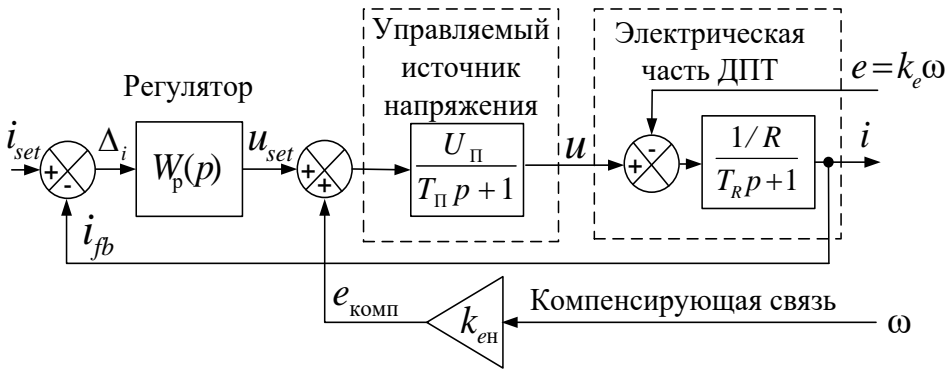 Управляемый
источник
напряжения
Электрическая
часть ДПТ
e = kₑω
Регулятор
i_set
+
-
Δ_i
W_p(p)
u_set
+
+
U_П
T_П p + 1
u
+
-
1/R
T_R p + 1
i
i_fb
e_комп
k_eн
Компенсирующая связь
ω